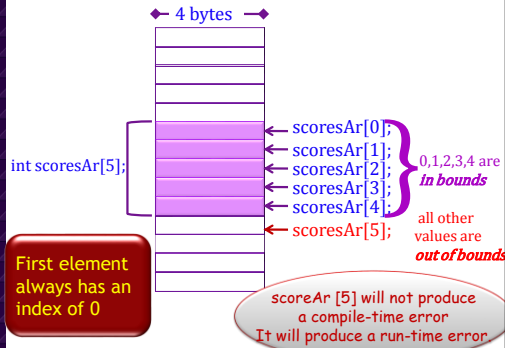 4 bytes
int scoresAr[5];
scoresAr[0];
scoresAr[1];
scoresAr[2];
scoresAr[3];
scoresAr[4];
scoresAr[5];
0,1,2,3,4 are
in bounds
all other
values are
out of bounds
First element
always has an
index of 0
scoreAr [5] will not produce
a compile-time error
It will produce a run-time error.